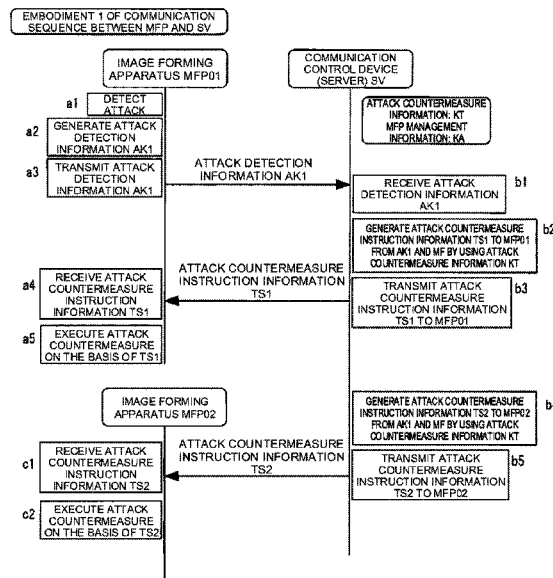 EMBODIMENT 1 OF COMMUNICATION
SEQUENCE BETWEEN MFP AND SV
IMAGE FORMING
APPARATUS MFP01
COMMUNICATION
CONTROL DEVICE
(SERVER) SV
a1
DETECT
ATTACK
ATTACK COUNTERMEASURE
INFORMATION: KT
MFP MANAGEMENT
INFORMATION: KA
a2
GENERATE ATTACK
DETECTION
INFORMATION AK1
a3
TRANSMIT ATTACK
DETECTION
INFORMATION AK1
ATTACK DETECTION
INFORMATION AK1
RECEIVE ATTACK
DETECTION INFORMATION
AK1
b1
GENERATE ATTACK COUNTERMEASURE
INSTRUCTION INFORMATION TS1 TO MFP01
FROM AK1 AND MF BY USING ATTACK
COUNTERMEASURE INFORMATION KT
b2
a4
RECEIVE ATTACK
COUNTERMEASURE
INSTRUCTION
INFORMATION TS1
ATTACK COUNTERMEASURE
INSTRUCTION INFORMATION
TS1
TRANSMIT ATTACK
COUNTERMEASURE
INSTRUCTION INFORMATION
TS1 TO MFP01
b3
a5
EXECUTE ATTACK
COUNTERMEASURE
ON THE BASIS OF TS1
IMAGE FORMING
APPARATUS MFP02
GENERATE ATTACK COUNTERMEASURE
INSTRUCTION INFORMATION TS2 TO MFP02
FROM AK1 AND MF BY USING ATTACK
COUNTERMEASURE INFORMATION KT
b
c1
RECEIVE ATTACK
COUNTERMEASURE
INSTRUCTION
INFORMATION TS2
ATTACK COUNTERMEASURE
INSTRUCTION INFORMATION
TS2
TRANSMIT ATTACK
COUNTERMEASURE
INSTRUCTION INFORMATION
TS2 TO MFP02
b5
c2
EXECUTE ATTACK
COUNTERMEASURE
ON THE BASIS OF TS2